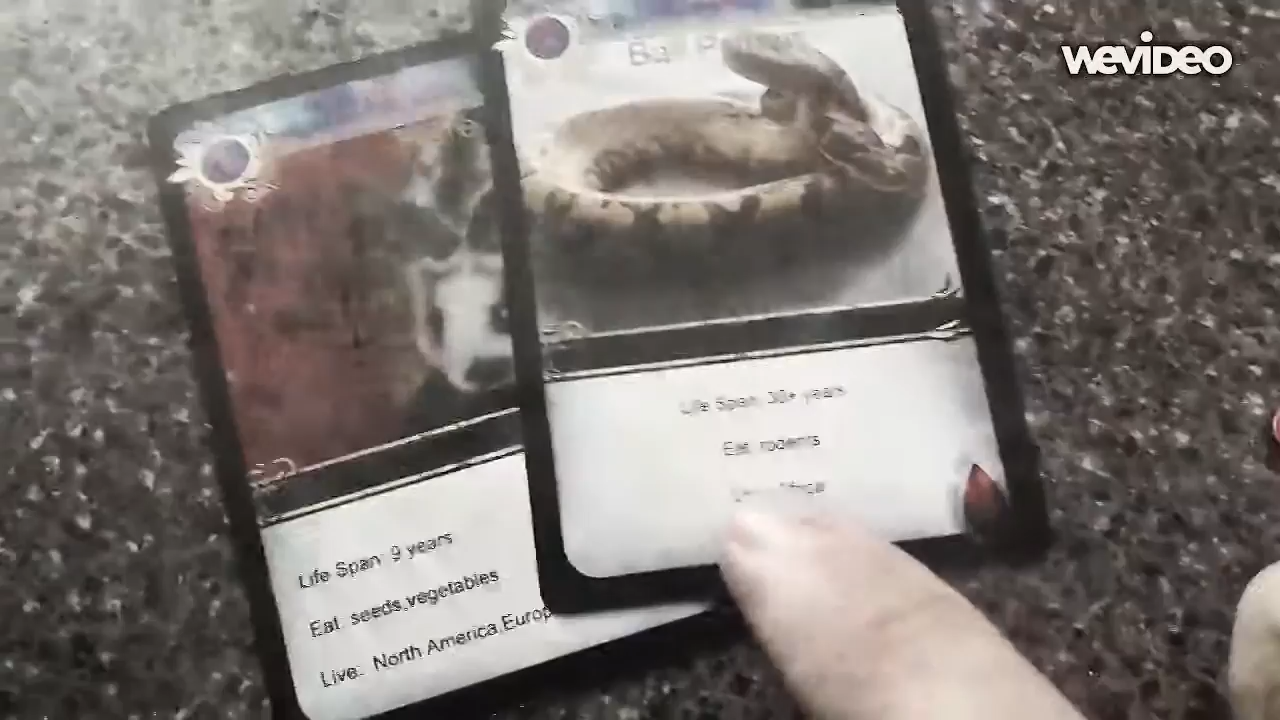 wevideo
Life Span: 30+ years
Eat: rodents
Life Span: 9 years
Eat: seeds,vegetables
Live: North America,Europ